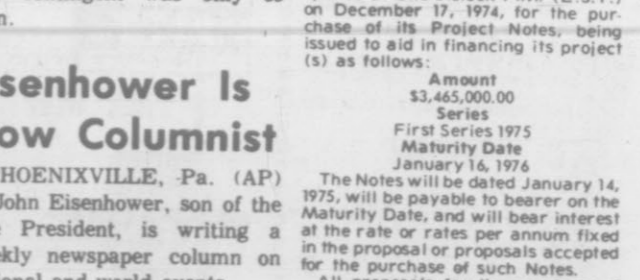 n.
senhower Is
ow Columnist
HOENIXVILLE, Pa. (AP)
John Eisenhower, son of the
President, is writing a
kly newspaper column on
on December 17, 1974, for the pur-
chase of its Project Notes, being
issued to aid in financing its project
(s) as follows:
Amount
$3,465,000.00
Series
First Series 1975
Maturity Date
January 16, 1976
The Notes will be dated January 14,
1975, will be payable to bearer on the
Maturity Date, and will bear interest
at the rate or rates per annum fixed
in the proposal or proposals accepted
for the purchase of such Notes.